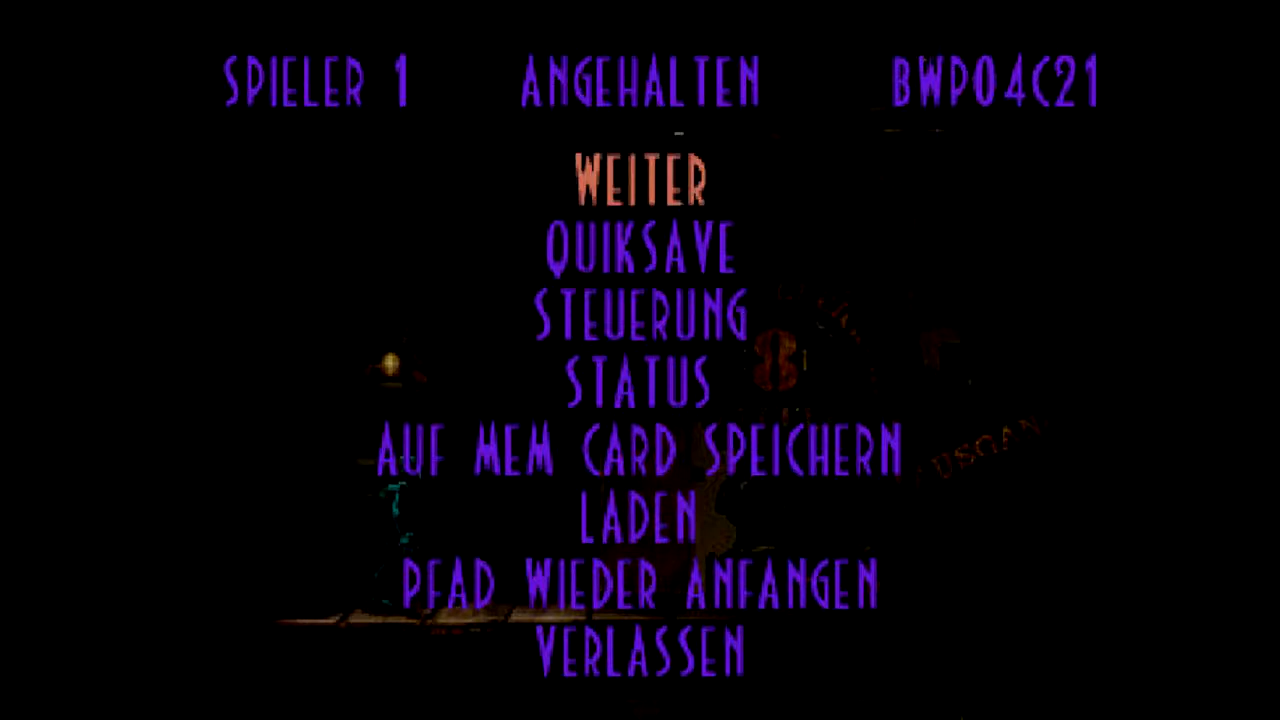 SPIELER 1 ANGEHALTEN BWP04C21
WEITER
QUIKSAVE
STEUERUNG
STATUS
AUF MEM CARD SPEICHERN
LADEN
PFAD WIEDER ANFANGEN
VERLASSEN